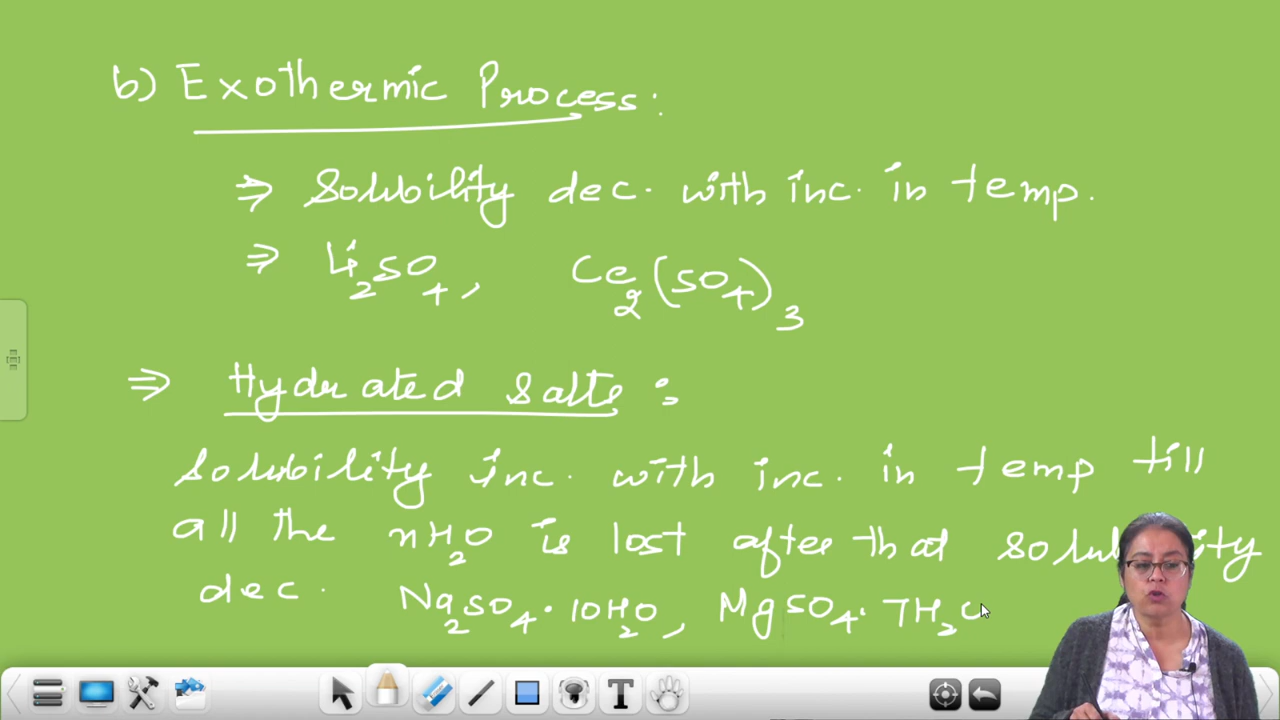 b) Exothermic Process:
⇒ Solubility dec. with inc. in temp.
⇒ Li₂SO₄, Ce₂(SO₄)₃
⇒ Hydrated Salts :
Solubility inc. with inc. in temp till
all the nH₂O is lost after that
dec. Na₂SO₄·10H₂O, MgSO₄·7H₂O
T